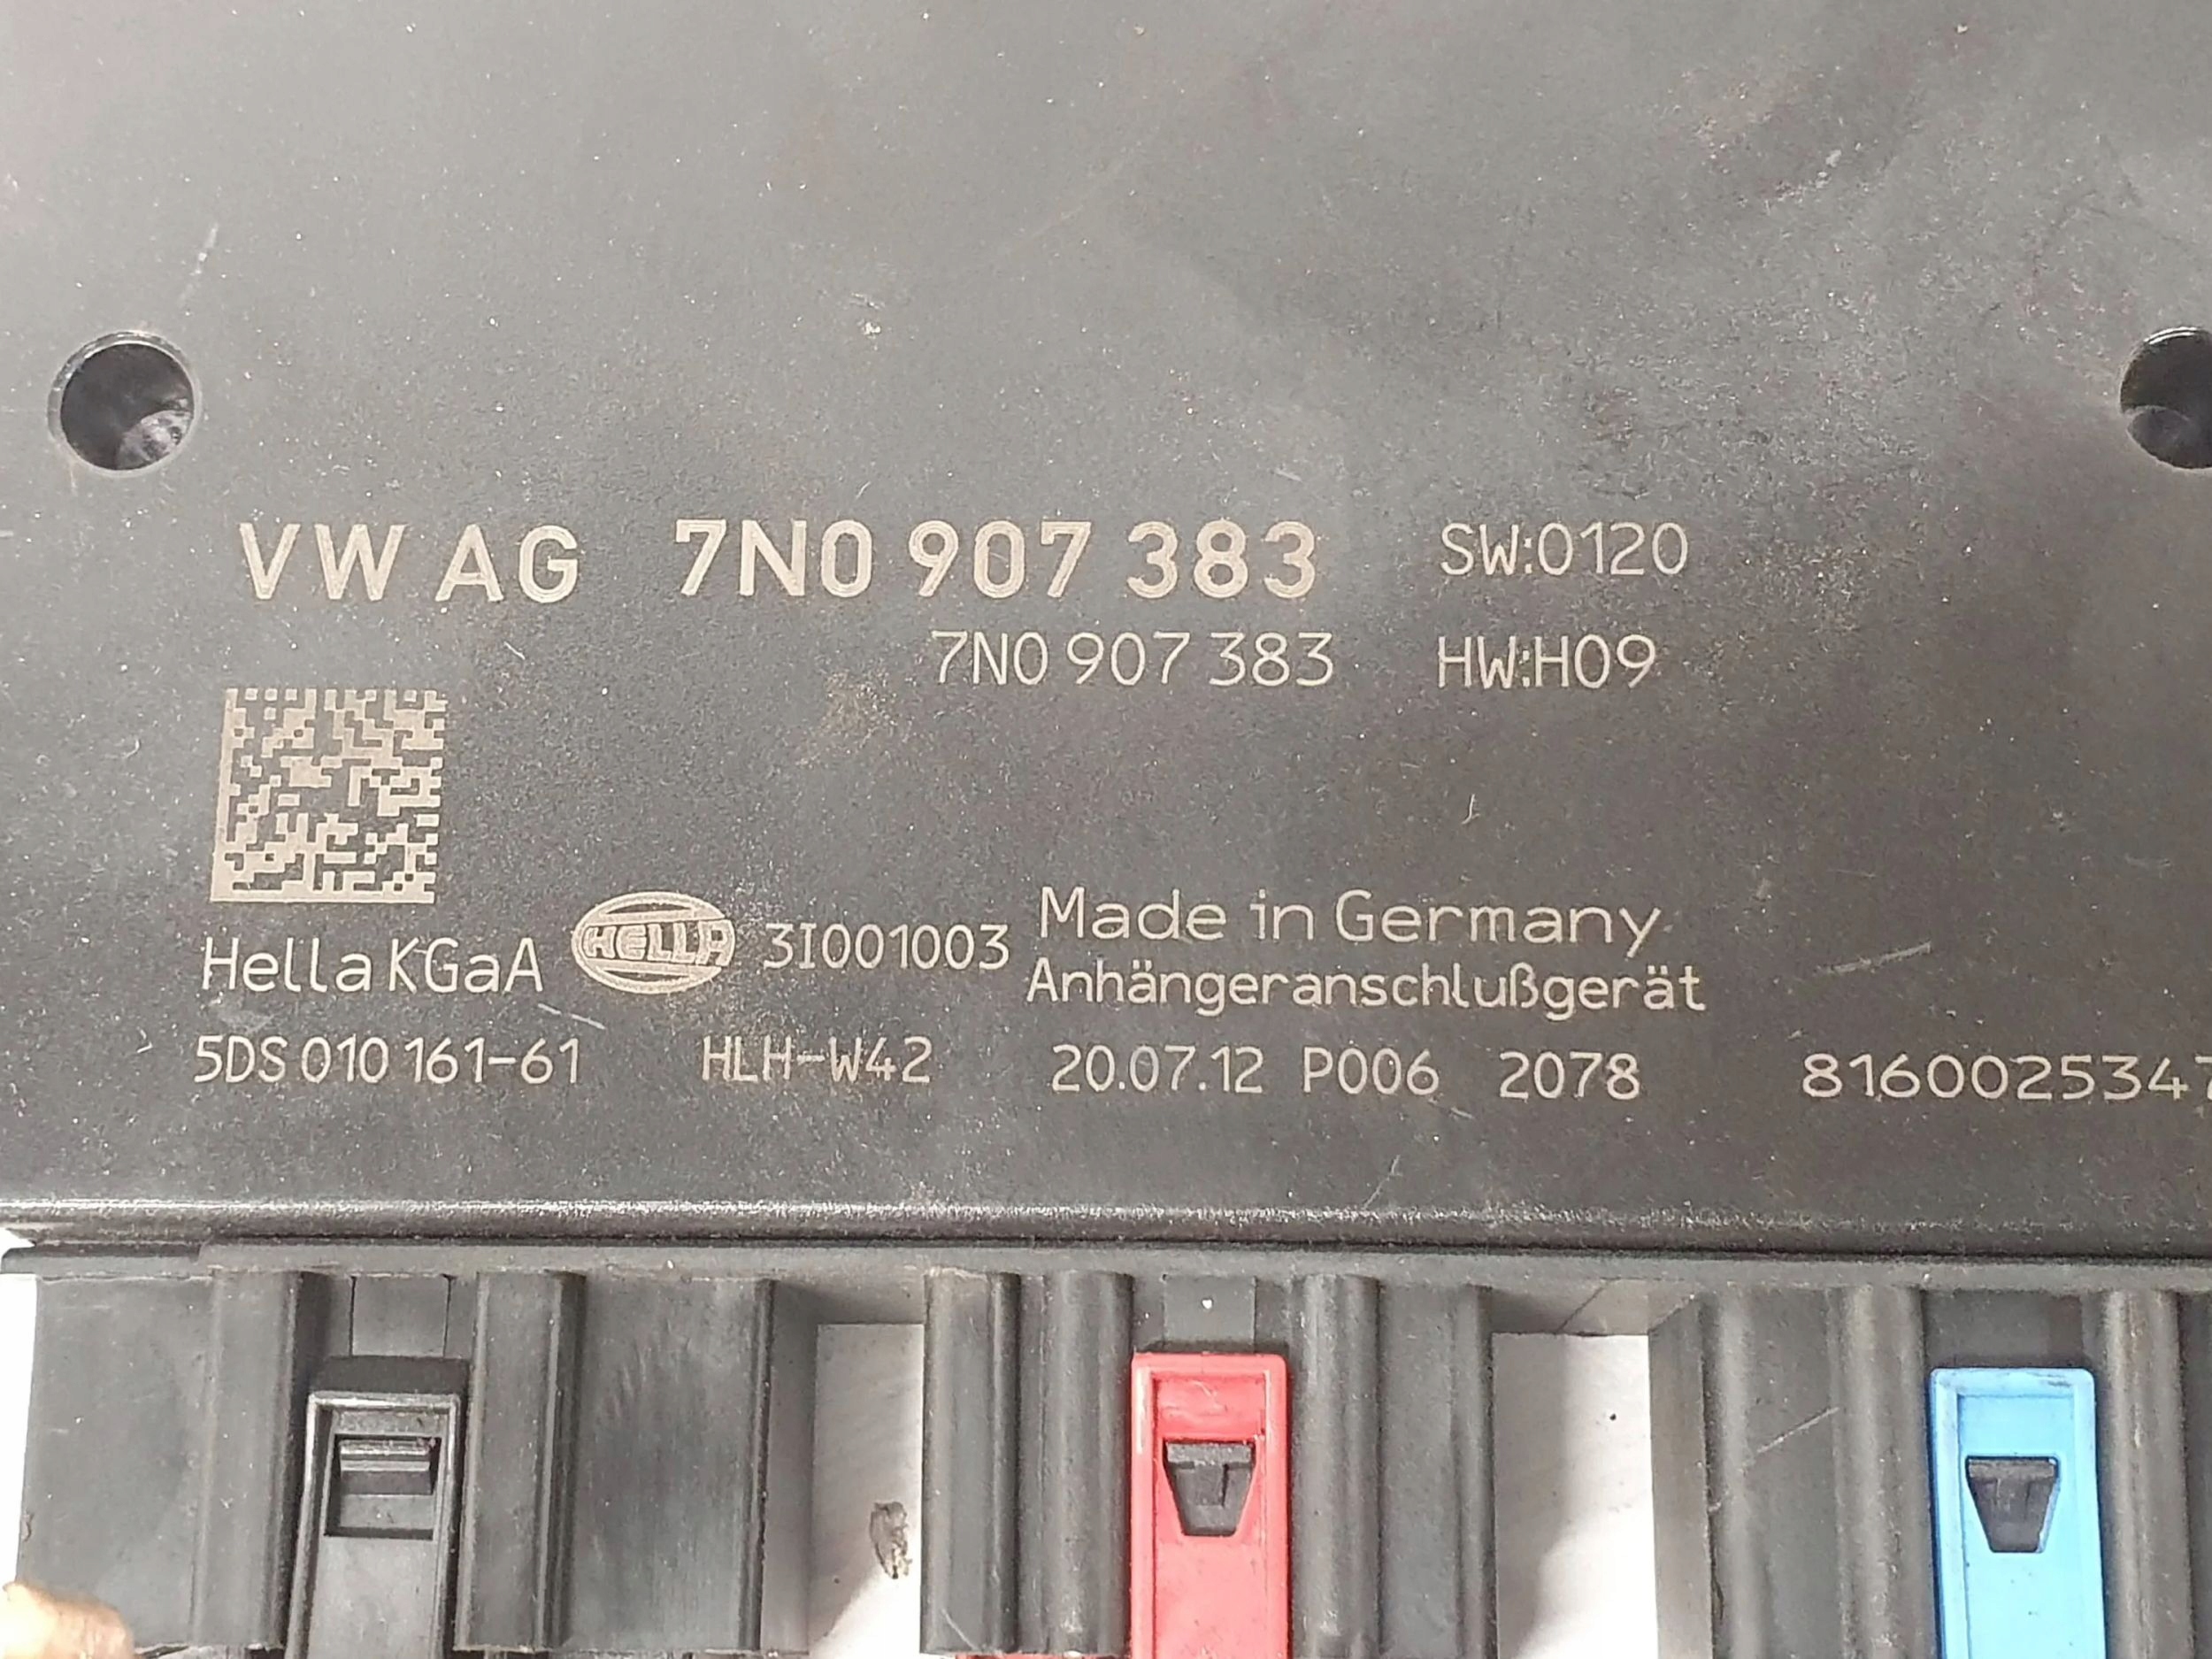 VW AG 7N0 907 383 SW:0120
7N0 907 383 HW:H09
Made in Germany
Hella KGaA HELLA 3I001003 Anhängeranschlußgerät
5DS 010 161-61 HLH-W42 20.07.12 P006 2078 8160025347